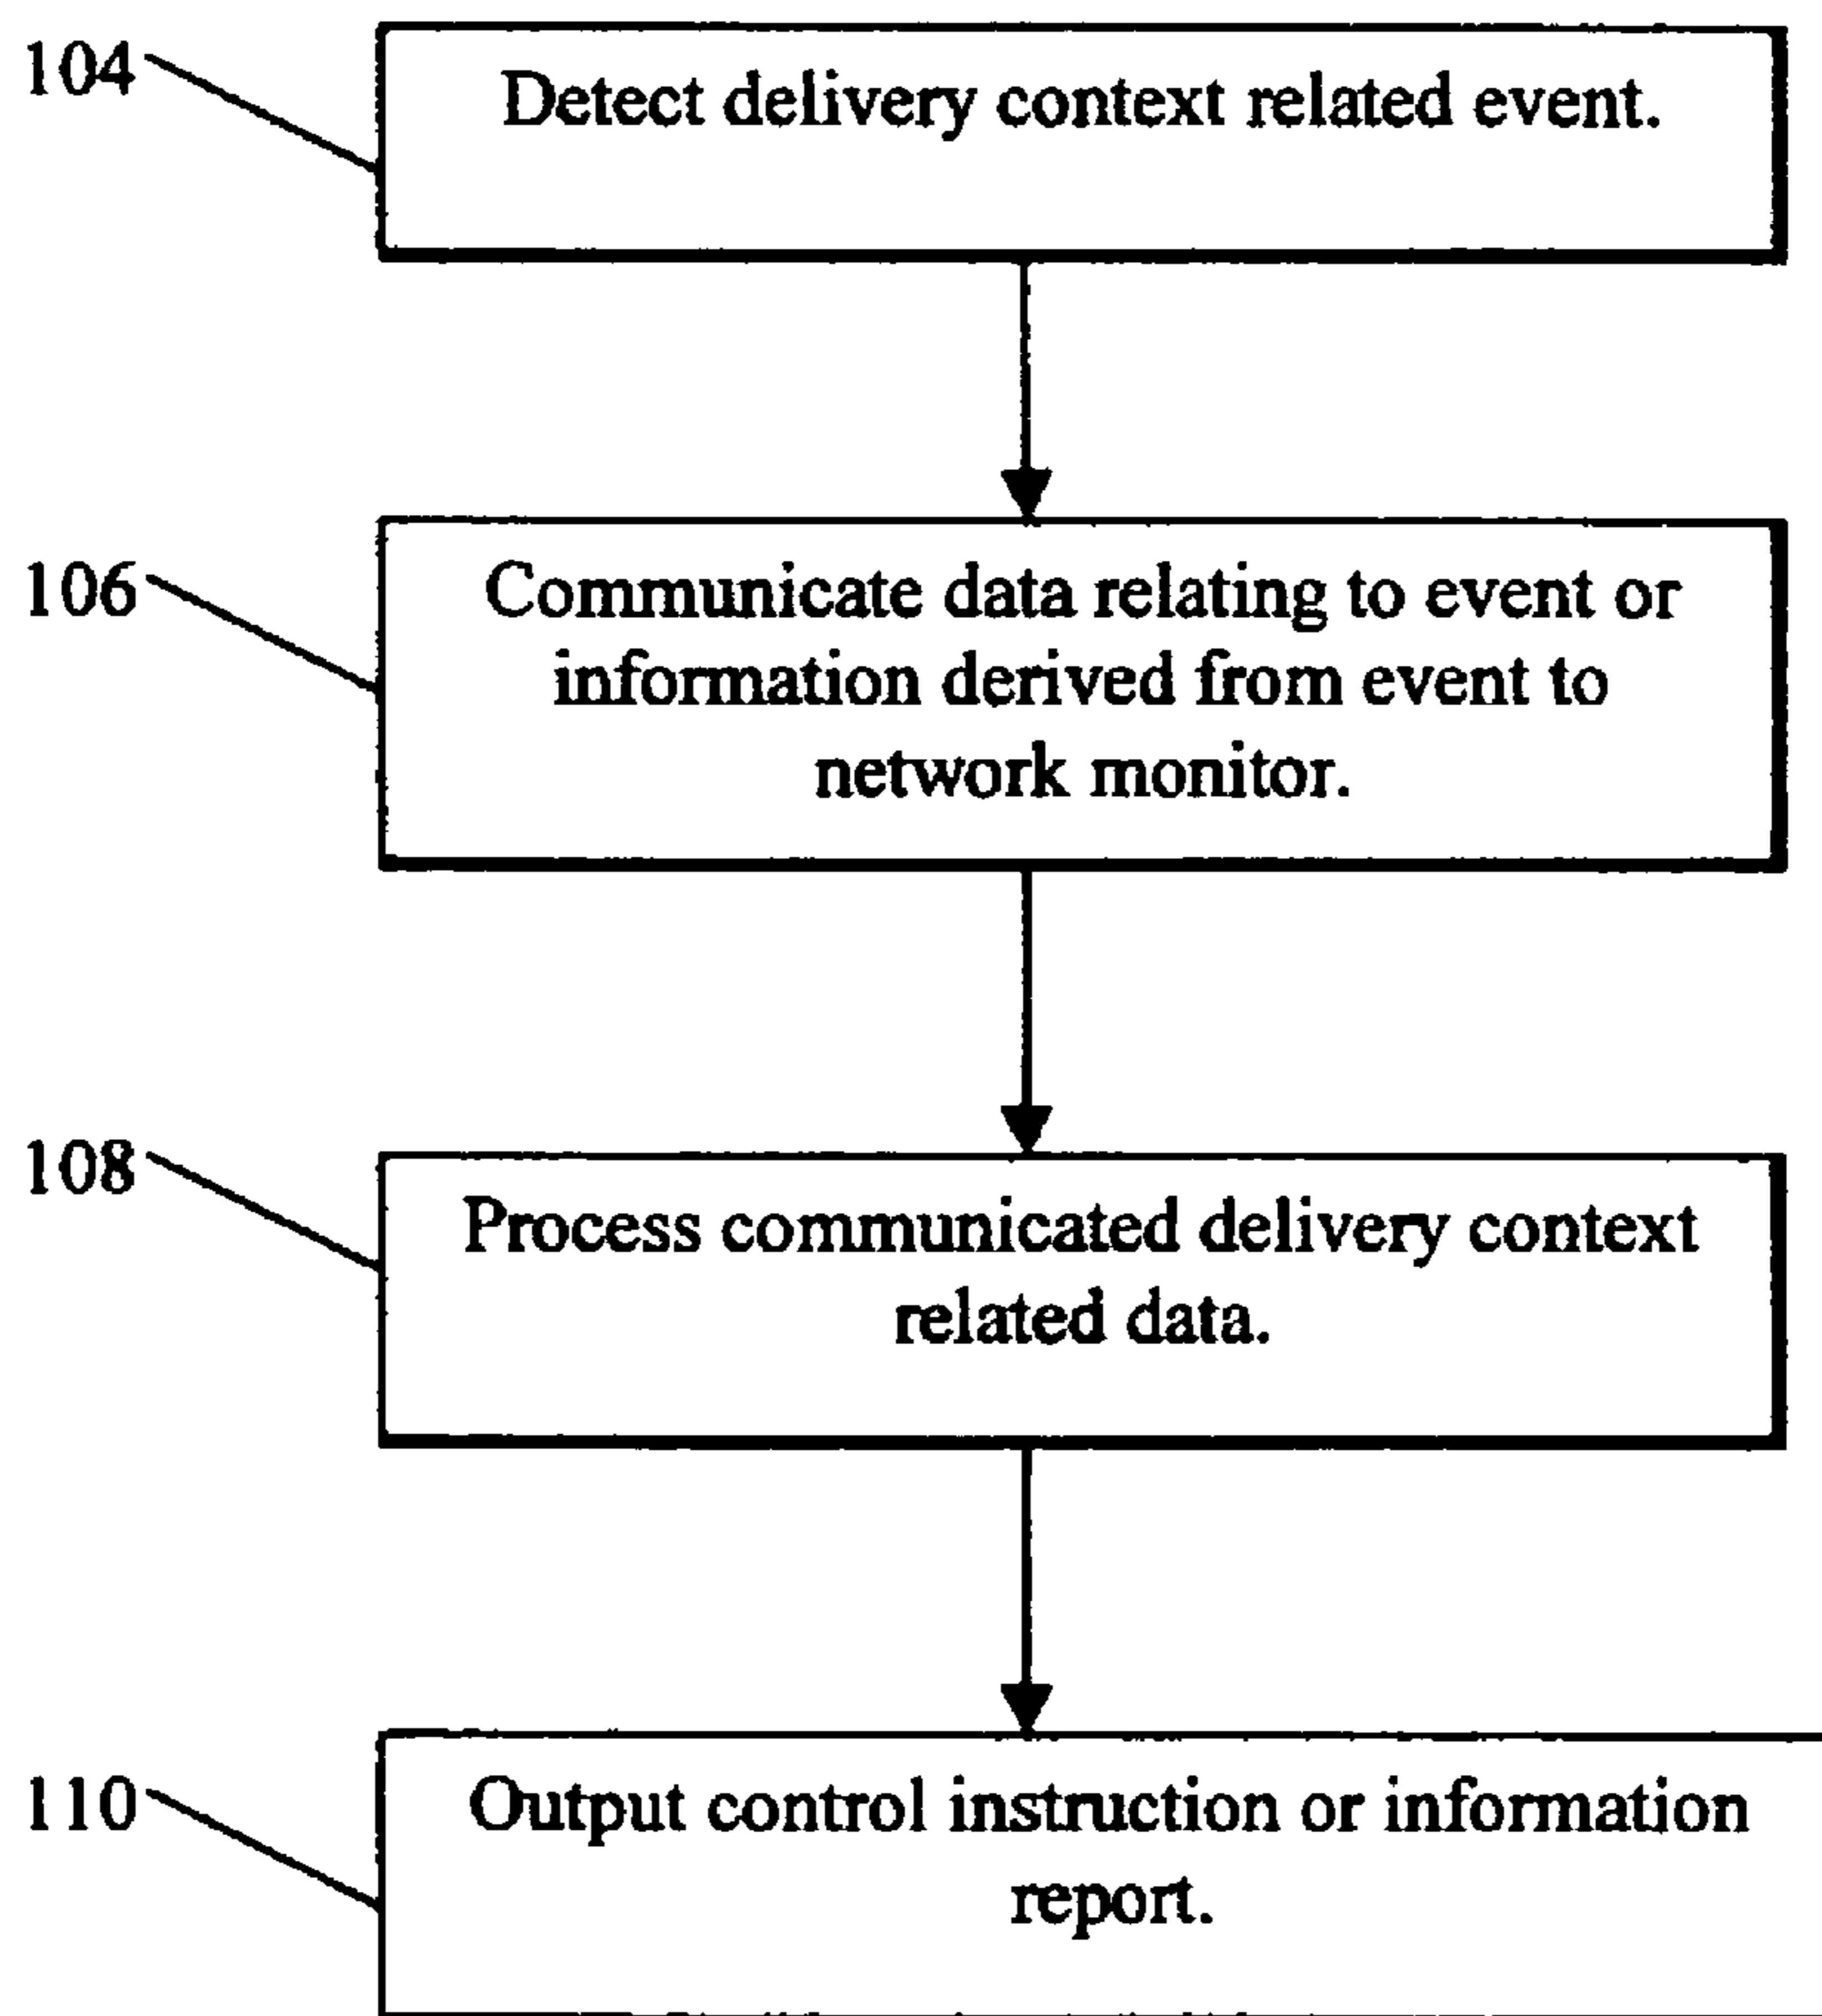 104
Detect delivery context related event.
106
Communicate data relating to event or
information derived from event to
network monitor.
108
Process communicated delivery context
related data.
110
Output control instruction or information
report.